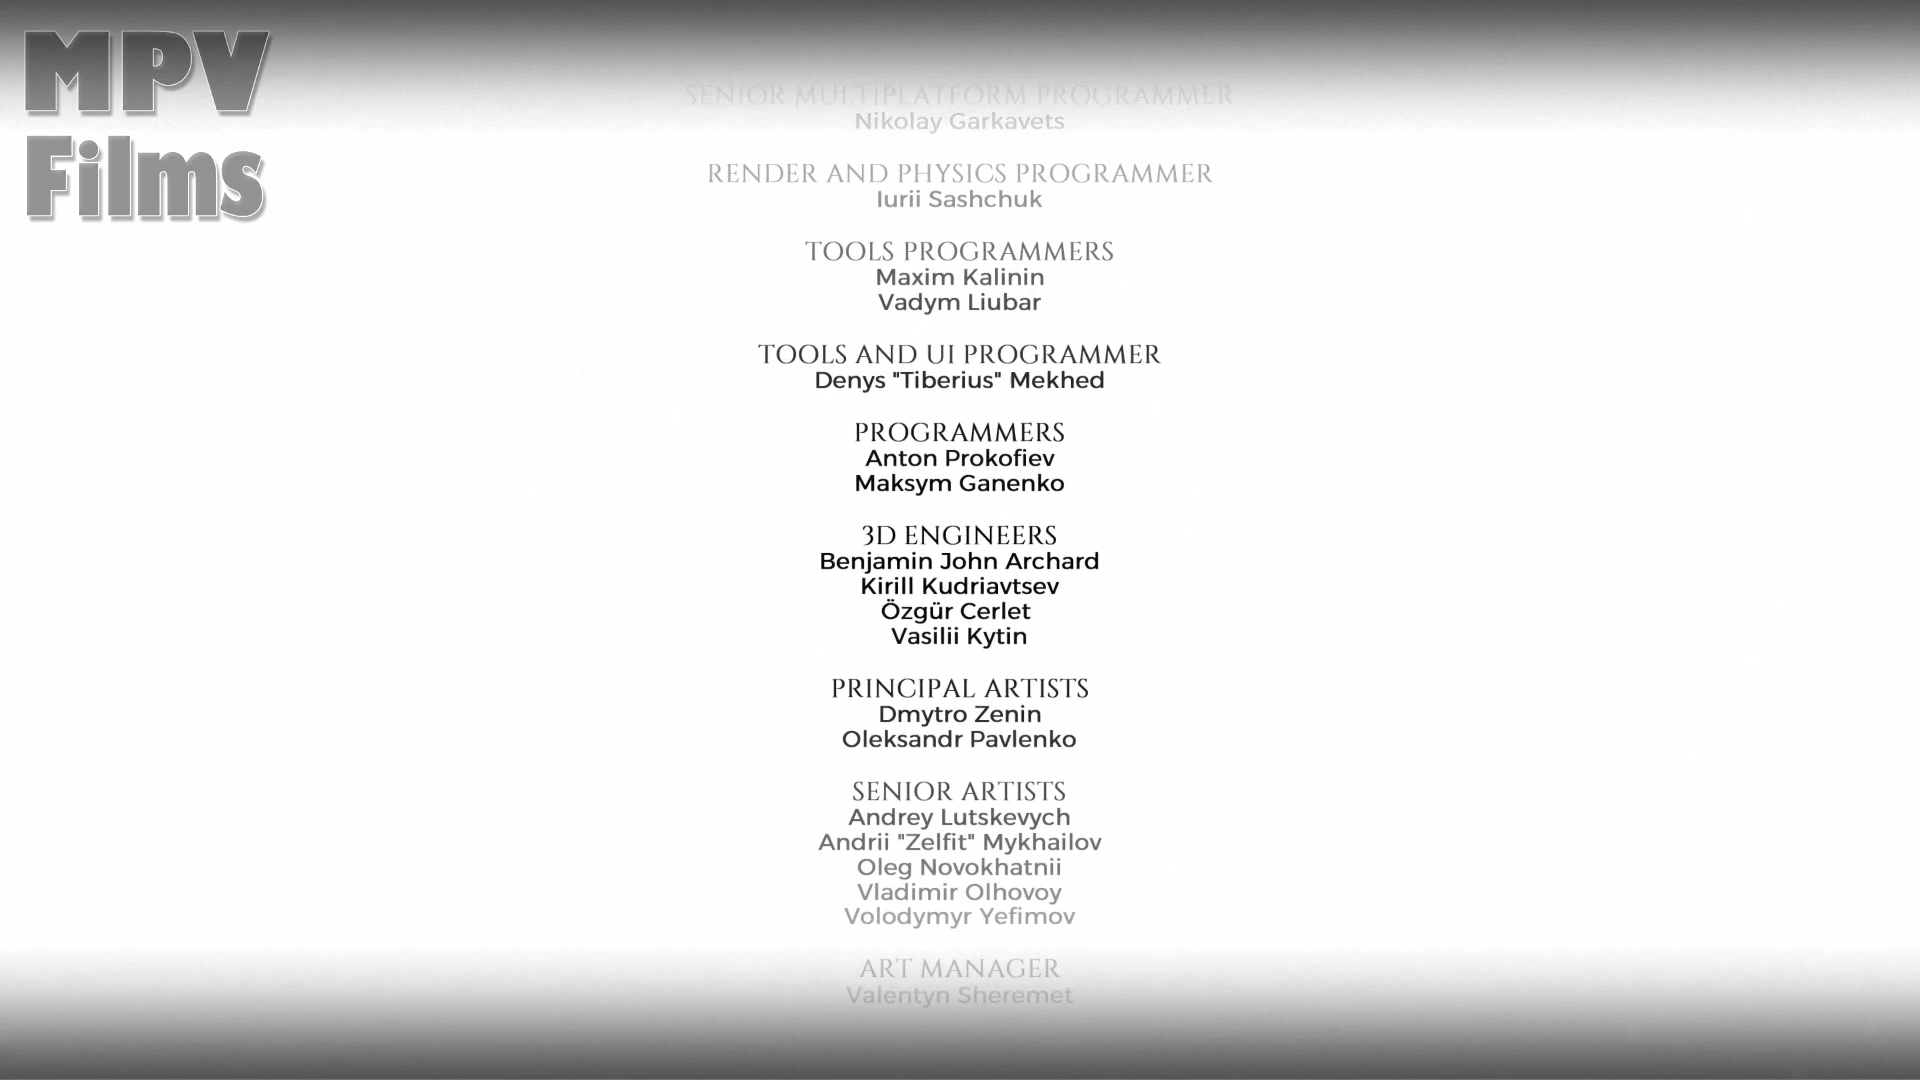 MPV
Films
SENIOR MULTIPLATFORM PROGRAMMER
Nikolay Garkavets
RENDER AND PHYSICS PROGRAMMER
Iurii Sashchuk
TOOLS PROGRAMMERS
Maxim Kalinin
Vadym Liubar
TOOLS AND UI PROGRAMMER
Denys "Tiberius" Mekhed
PROGRAMMERS
Anton Prokofiev
Maksym Ganenko
3D ENGINEERS
Benjamin John Archard
Kirill Kudriavtsev
Özgür Cerlet
Vasilii Kytin
PRINCIPAL ARTISTS
Dmytro Zenin
Oleksandr Pavlenko
SENIOR ARTISTS
Andrey Lutskevych
Andrii "Zelfit" Mykhailov
Oleg Novokhatnii
Vladimir Olhovoy
Volodymyr Yefimov
ART MANAGER
Valentyn Sheremet